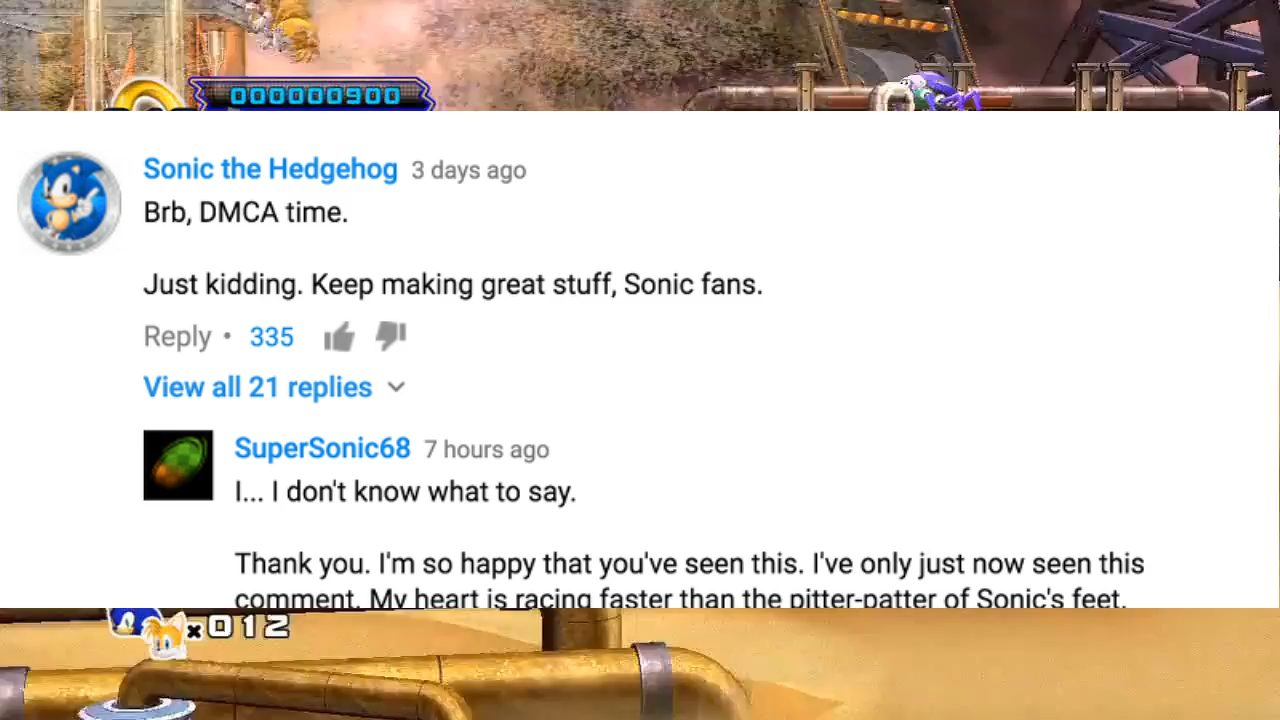 000000900
Sonic the Hedgehog 3 days ago
Brb, DMCA time.
Just kidding. Keep making great stuff, Sonic fans.
Reply • 335
View all 21 replies
SuperSonic68 7 hours ago
I... I don't know what to say.
Thank you. I'm so happy that you've seen this. I've only just now seen this
comment. My heart is racing faster than the pitter-patter of Sonic's feet.
x012